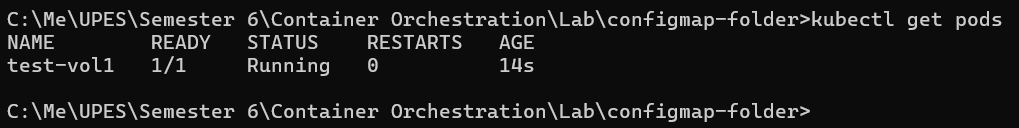 C:\Me\UPES\Semester 6\Container Orchestration\Lab\configmap-folder>kubectl get pods
NAME        READY   STATUS    RESTARTS   AGE
test-vol1   1/1     Running   0          14s
C:\Me\UPES\Semester 6\Container Orchestration\Lab\configmap-folder>